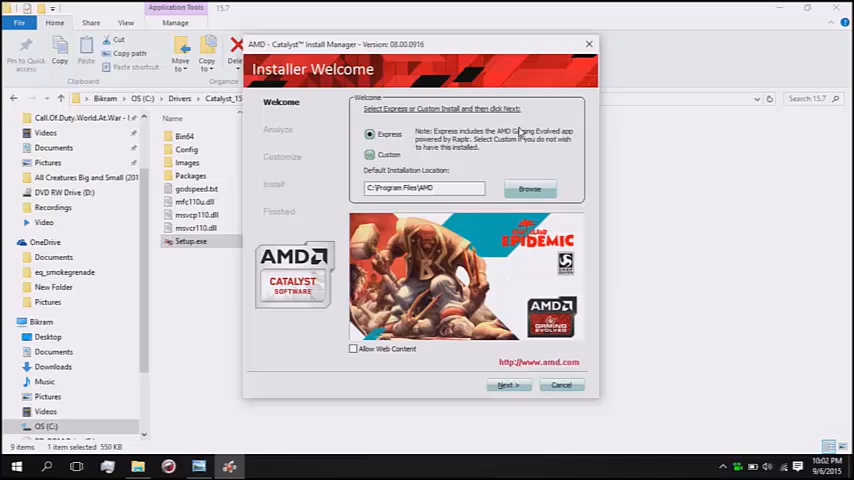 Application Tools
15.7
File
Home
Share
View
Manage
Pin to Quick access
Copy
Paste
Cut
Copy path
Paste shortcut
Clipboard
Move to
Copy to
Organize
Bikram
OS (C:)
Drivers
Search 15.7
Call.Of.Duty.World.At.War -
Videos
Documents
Pictures
All Creatures Big and Small (201
DVD RW Drive (D:)
Recordings
Video
OneDrive
Documents
eq_smokegrenade
New Folder
Pictures
Bikram
Desktop
Documents
Downloads
Music
Pictures
Videos
OS (C:)
Name
Bin64
Config
Images
Packages
godspeed.txt
mfc110u.dll
msvcp110.dll
msvcr110.dll
Setup.exe
9 items
1 item selected 550 KB
AMD - Catalyst™ Install Manager - Version: 08.00.0916
Installer Welcome
Welcome
Analyze
Customize
Install
Finished
AMD
CATALYST
SOFTWARE
Welcome
Select Express or Custom Install and then click Next:
Express
Custom
Note: Express includes the AMD Gaming Evolved app
powered by Raptr. Select Custom if you do not wish
to have this installed.
Default Installation Location:
C:\Program Files\AMD
Browse
EPIDEMIC
AMD
GAMING
EVOLVED
Allow Web Content
http://www.amd.com
Next >
Cancel
10:02 PM
9/6/2015